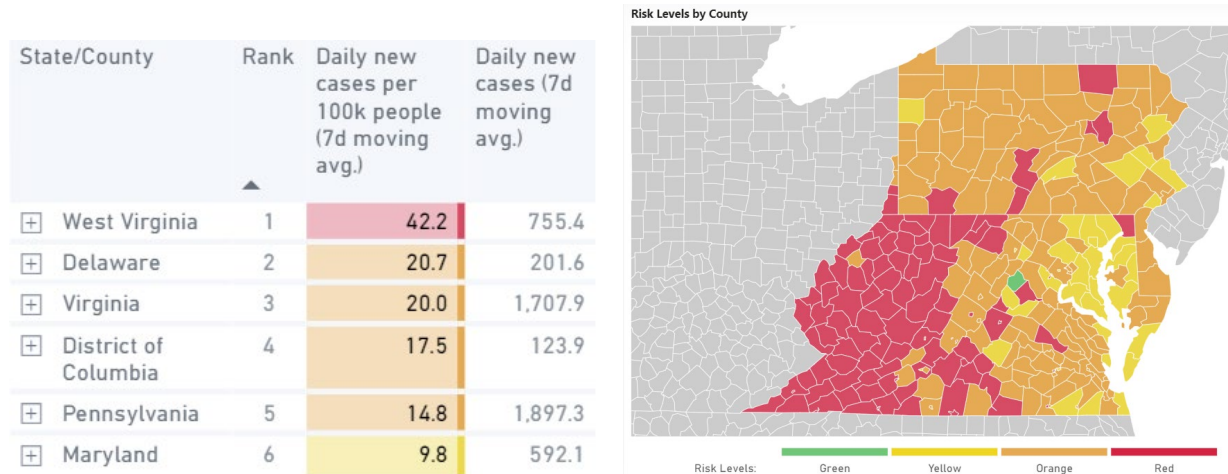 State/County Rank Daily new Daily new
cases per cases (7d
100k people moving
(7d moving avg.)
avg.)
West Virginia 1 42.2 755.4
Delaware 2 20.7 201.6
Virginia 3 20.0 1,707.9
District of 4 17.5 123.9
Columbia
Pennsylvania 5 14.8 1,897.3
Maryland 6 9.8 592.1
Risk Levels by County
Risk Levels: Green Yellow Orange Red